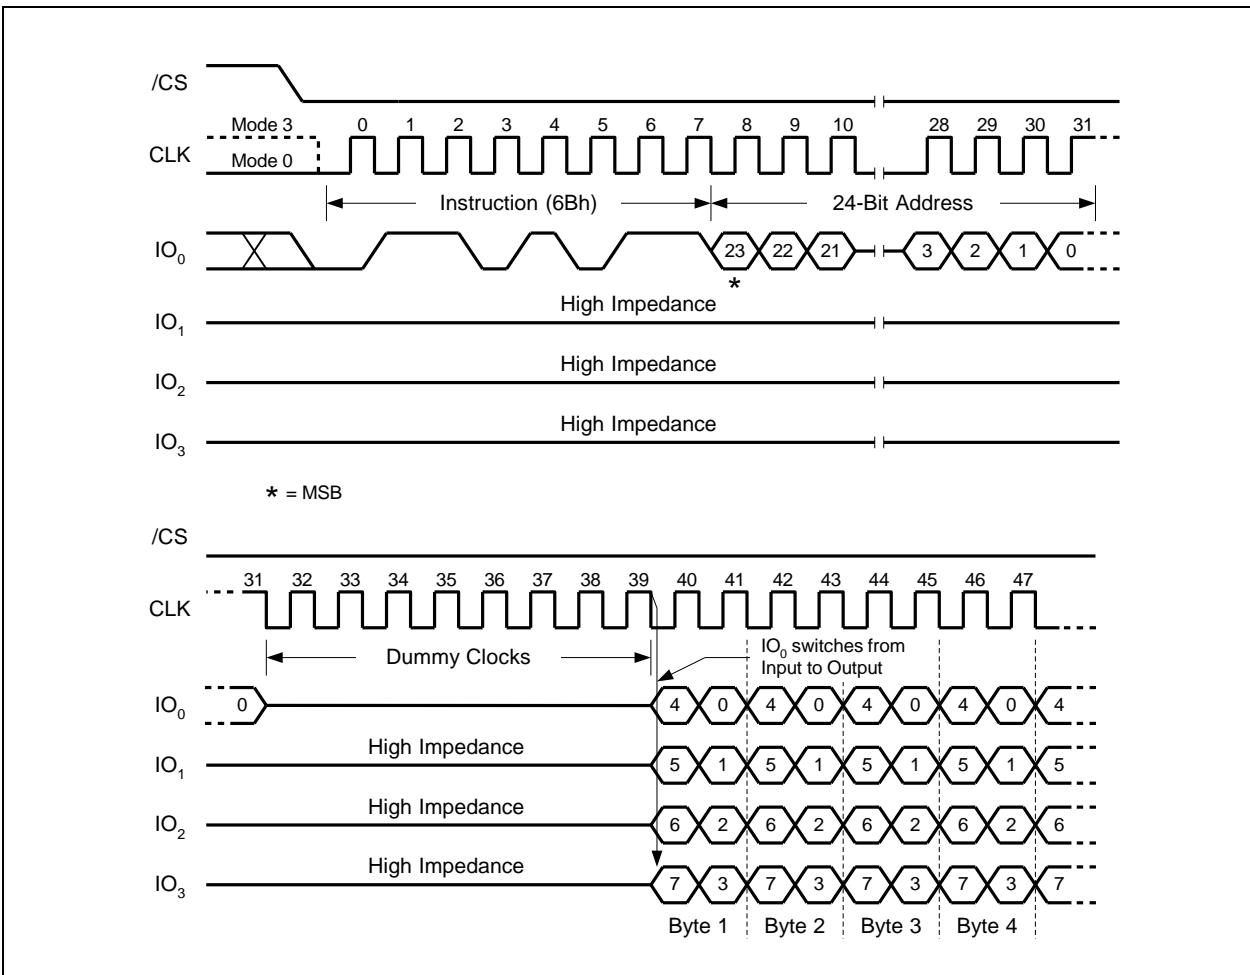 /CS
Mode 3 0 1 2 3 4 5 6 7 8 9 10 28 29 30 31
CLK
Mode 0
Instruction (6Bh) 24-Bit Address
IO0 23 22 21 3 2 1 0
*
High Impedance
IO1
High Impedance
IO2
High Impedance
IO3
* = MSB
/CS
31 32 33 34 35 36 37 38 39 40 41 42 43 44 45 46 47
CLK
Dummy Clocks
IO0 switches from
Input to Output
IO0 0 4 0 4 0 4 0 4 0 4
High Impedance
IO1 5 1 5 1 5 1 5 1 5
High Impedance
IO2 6 2 6 2 6 2 6 2 6
High Impedance
IO3 7 3 7 3 7 3 7 3 7
Byte 1 Byte 2 Byte 3 Byte 4